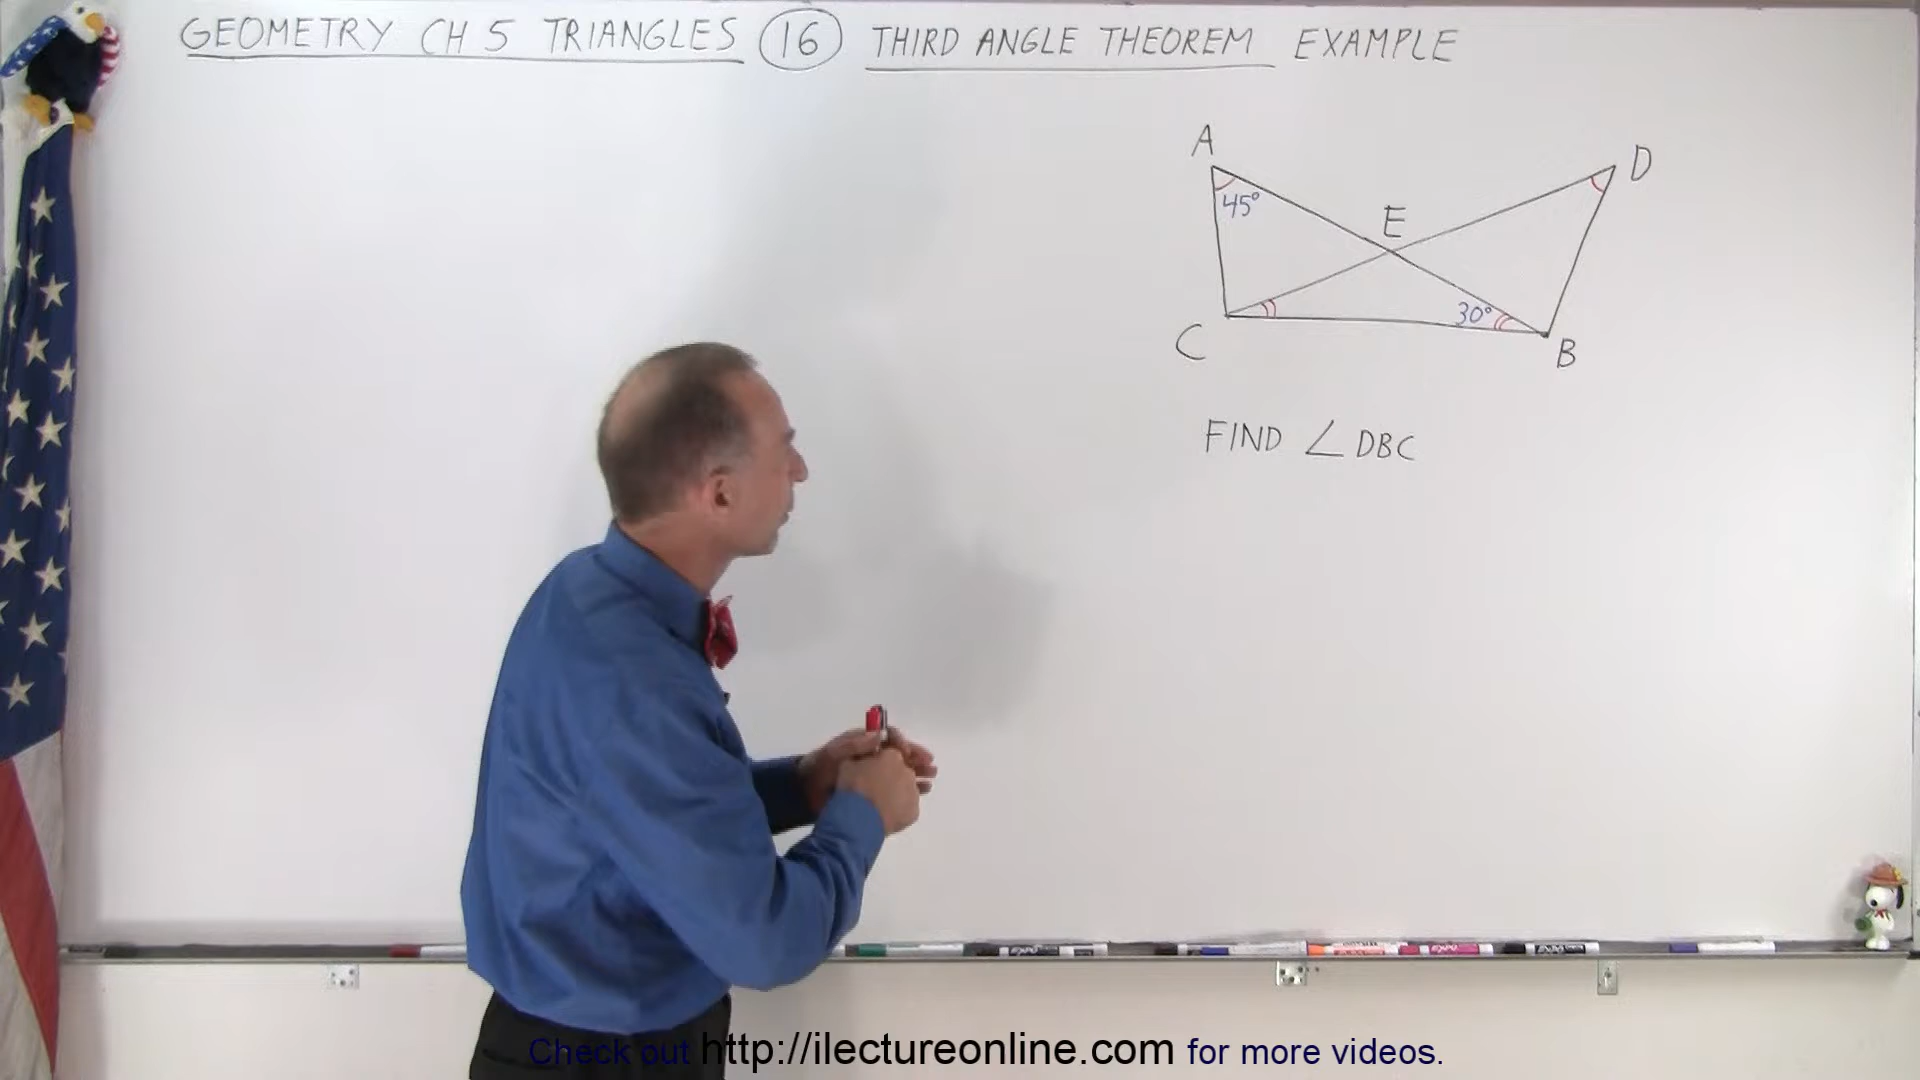 GEOMETRY CH 5 TRIANGLES 16 THIRD ANGLE THEOREM EXAMPLE
A
D
45°
E
30°
C
B
FIND ∠DBC
Check out http://ilectureonline.com for more videos.